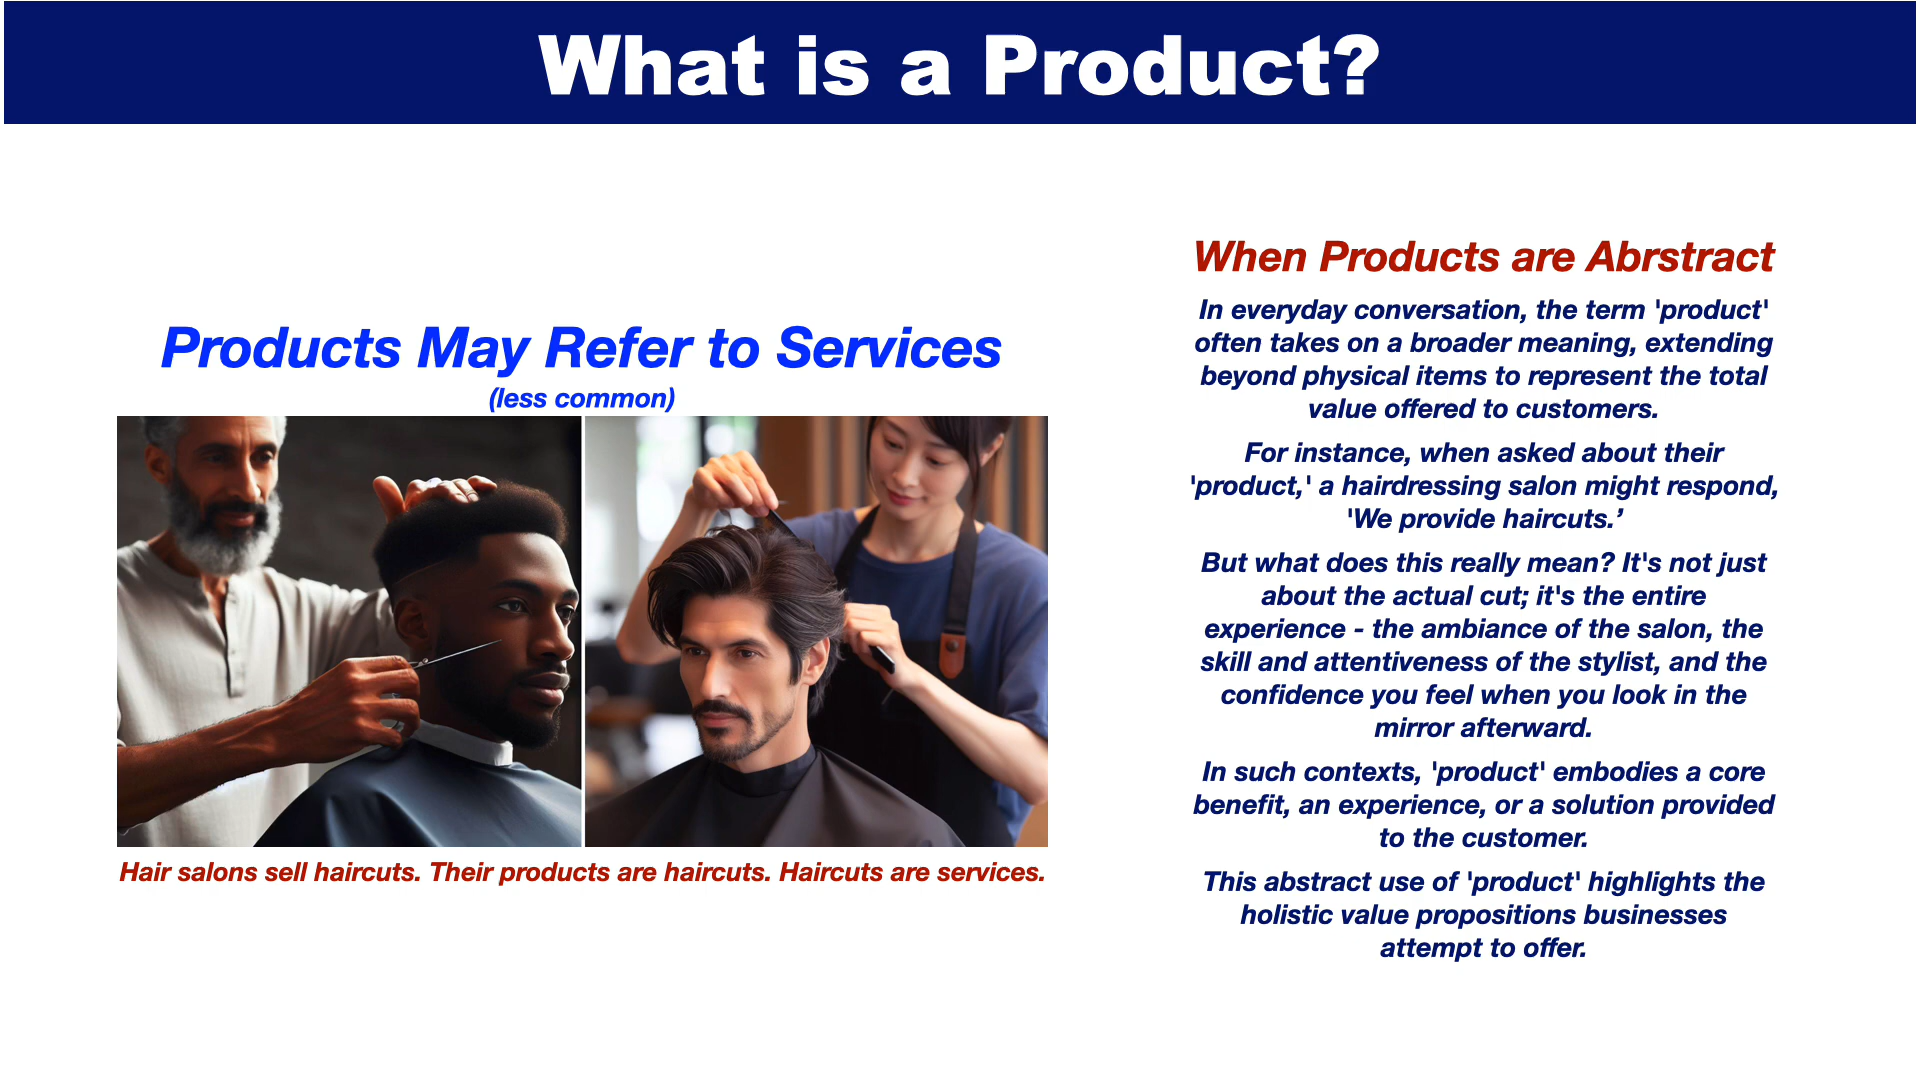 What is a Product?
Products May Refer to Services
(less common)
Hair salons sell haircuts. Their products are haircuts. Haircuts are services.
When Products are Abrstract
In everyday conversation, the term 'product'
often takes on a broader meaning, extending
beyond physical items to represent the total
value offered to customers.
For instance, when asked about their
'product,' a hairdressing salon might respond,
'We provide haircuts.’
But what does this really mean? It's not just
about the actual cut; it's the entire
experience - the ambiance of the salon, the
skill and attentiveness of the stylist, and the
confidence you feel when you look in the
mirror afterward.
In such contexts, 'product' embodies a core
benefit, an experience, or a solution provided
to the customer.
This abstract use of 'product' highlights the
holistic value propositions businesses
attempt to offer.